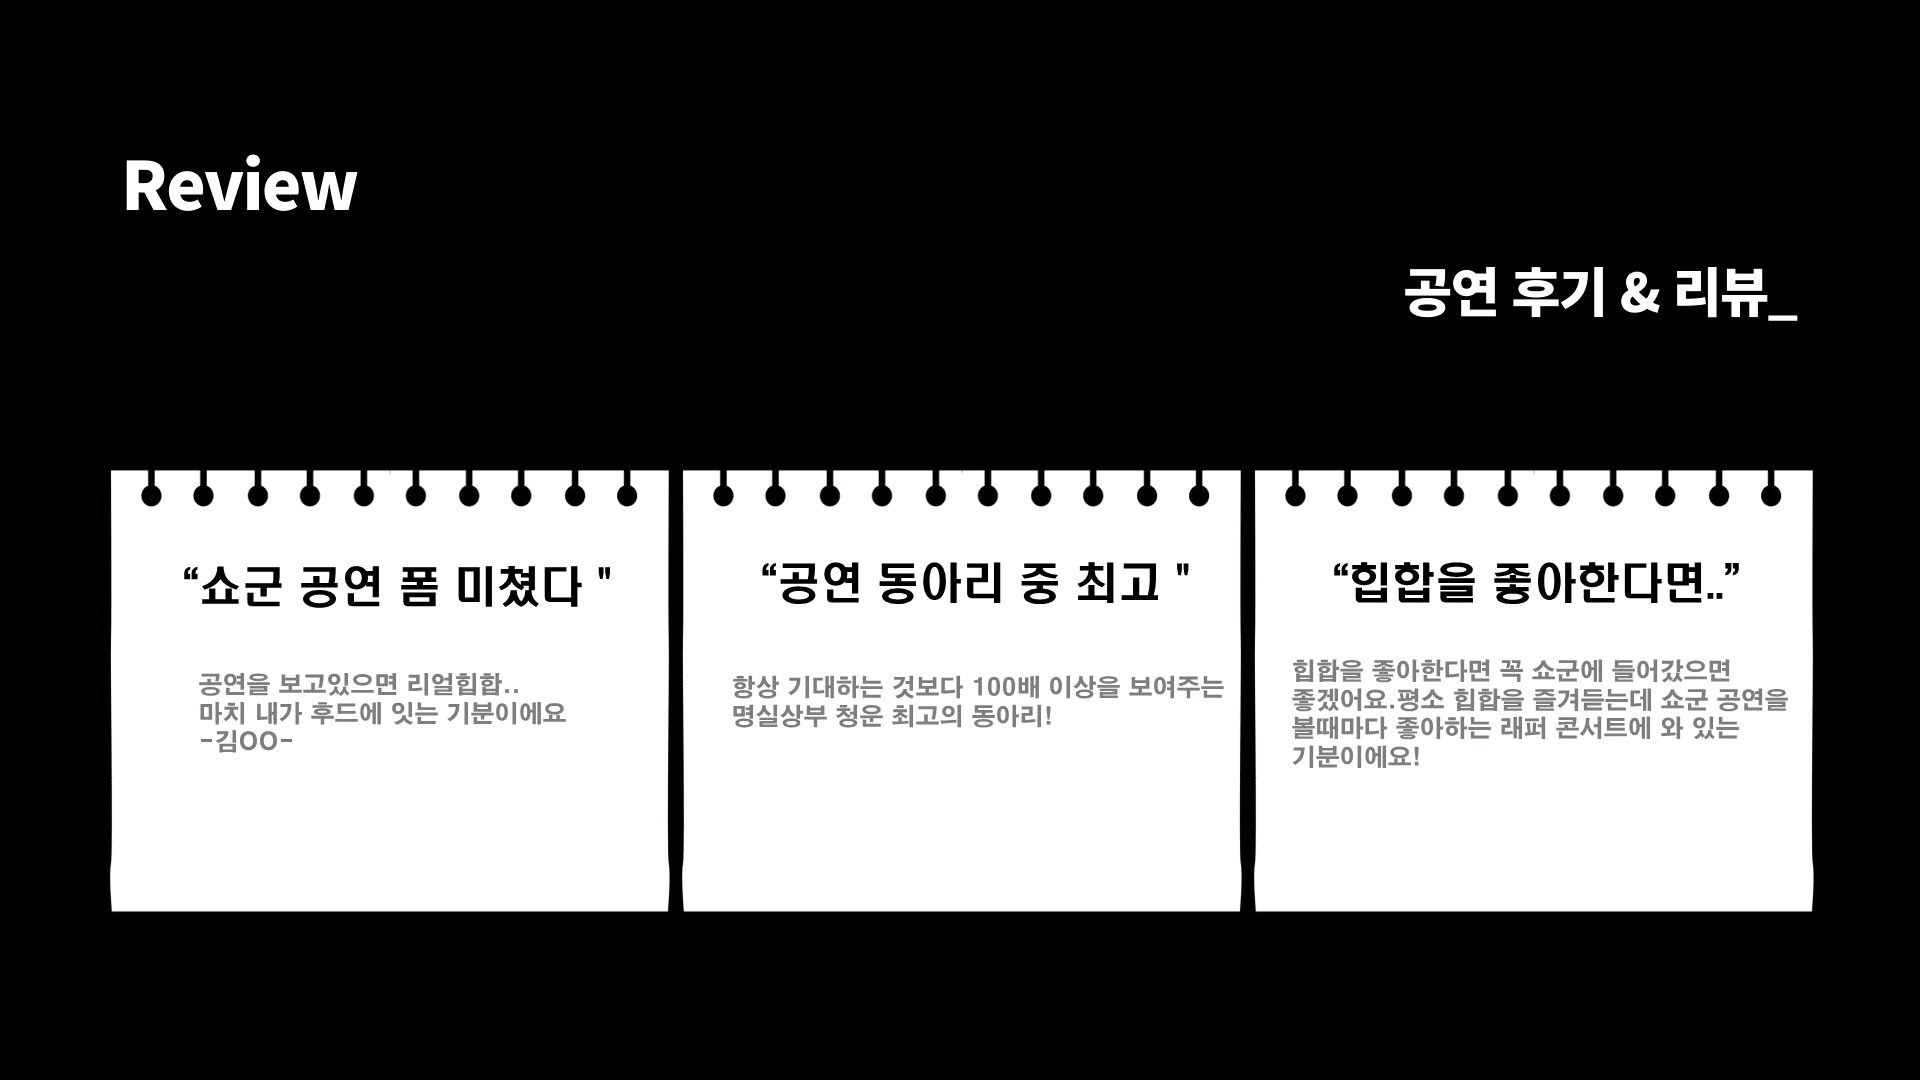 Review
공연 후기 & 리뷰_
“쇼군 공연 폼 미쳤다 "
공연을 보고있으면 리얼힙합..
마치 내가 후드에 잇는 기분이에요
-김OO-
“공연 동아리 중 최고 "
항상 기대하는 것보다 100배 이상을 보여주는
명실상부 청운 최고의 동아리!
“힙합을 좋아한다면..”
힙합을 좋아한다면 꼭 쇼군에 들어갔으면
좋겠어요.평소 힙합을 즐겨듣는데 쇼군 공연을
볼때마다 좋아하는 래퍼 콘서트에 와 있는
기분이에요!